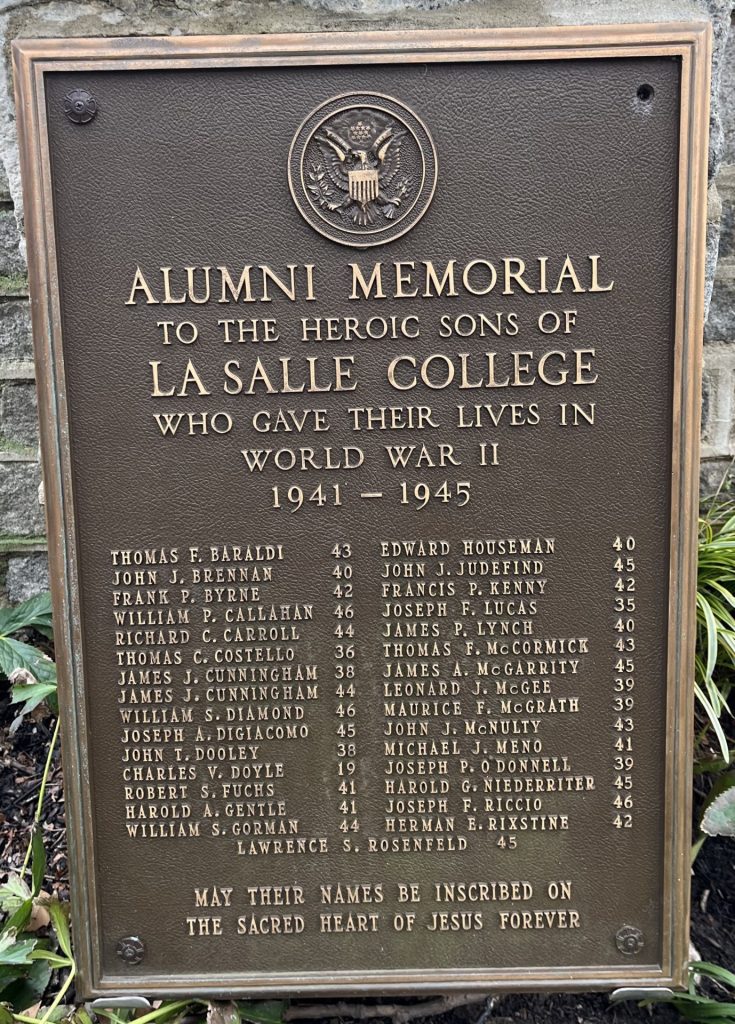 ALUMNI MEMORIAL
TO THE HEROIC SONS OF
LA SALLE COLLEGE
WHO GAVE THEIR LIVES IN
WORLD WAR II
1941 – 1945
THOMAS F. BARALDI 43
JOHN J. BRENNAN 40
FRANK P. BYRNE 42
WILLIAM P. CALLAHAN 46
RICHARD C. CARROLL 44
THOMAS C. COSTELLO 36
JAMES J. CUNNINGHAM 38
JAMES J. CUNNINGHAM 44
WILLIAM S. DIAMOND 46
JOSEPH A. DIGIACOMO 45
JOHN T. DOOLEY 38
CHARLES V. DOYLE 19
ROBERT S. FUCHS 41
HAROLD A. GENTLE 41
WILLIAM S. GORMAN 44
EDWARD HOUSEMAN 40
JOHN J. JUDEFIND 45
FRANCIS P. KENNY 42
JOSEPH F. LUCAS 35
JAMES P. LYNCH 40
THOMAS F. McCORMICK 43
JAMES A. McGARRITY 45
LEONARD J. McGEE 39
MAURICE F. McGRATH 39
JOHN J. McNULTY 43
MICHAEL J. MENO 41
JOSEPH P. O'DONNELL 39
HAROLD G. NIEDERRITER 45
JOSEPH F. RICCIO 46
HERMAN E. RIXSTINE 42
LAWRENCE S. ROSENFELD 45
MAY THEIR NAMES BE INSCRIBED ON
THE SACRED HEART OF JESUS FOREVER